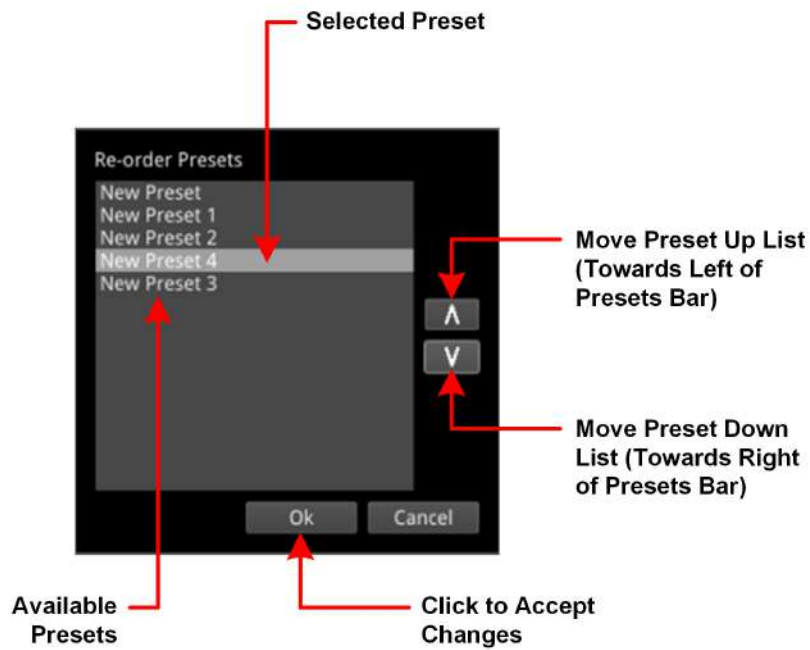 Selected Preset
Re-order Presets
New Preset
New Preset 1
New Preset 2
New Preset 4
New Preset 3
Move Preset Up List
(Towards Left of
Presets Bar)
Λ
V
Move Preset Down
List (Towards Right
of Presets Bar)
Ok
Cancel
Available
Presets
Click to Accept
Changes